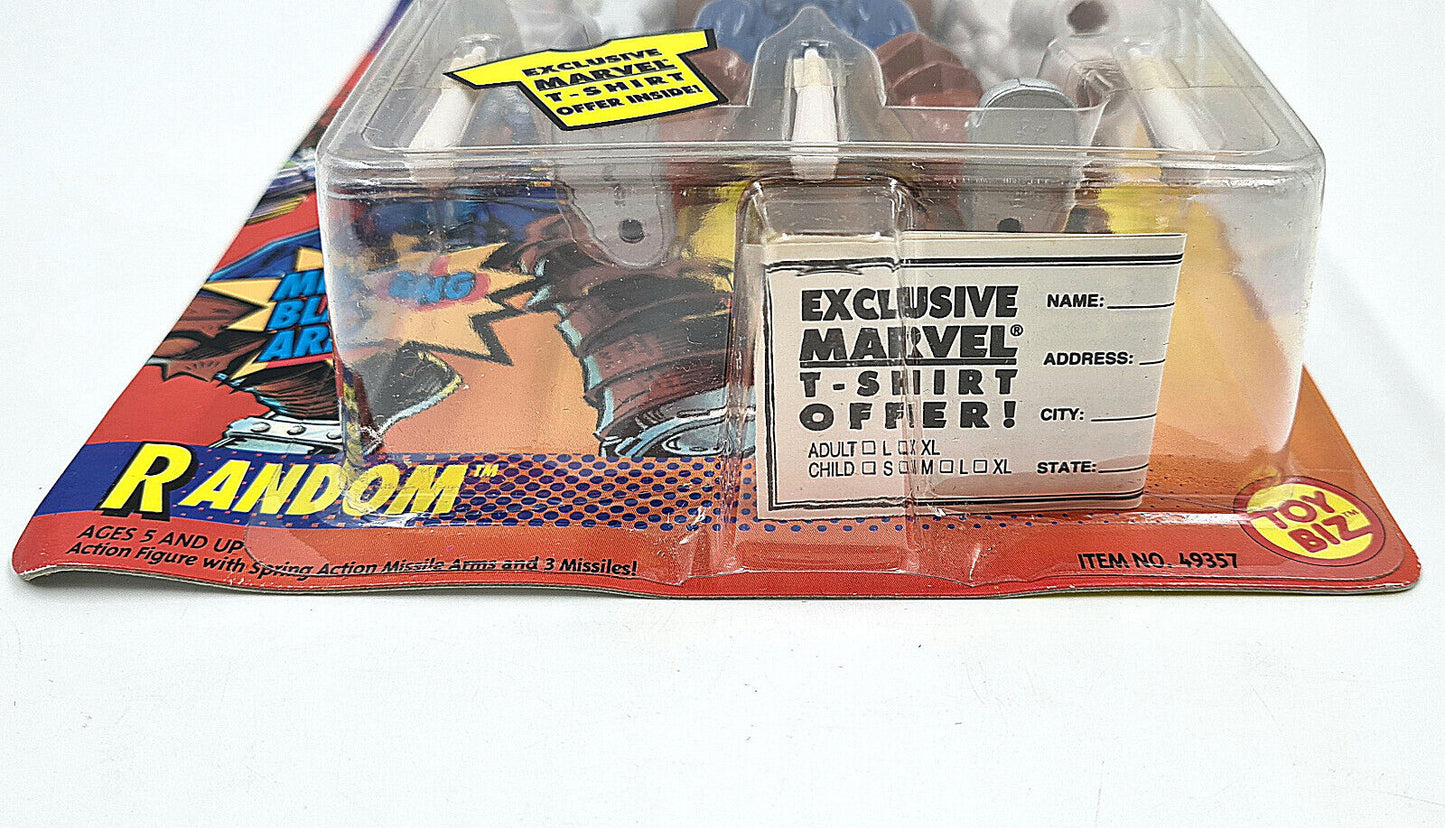 EXCLUSIVE
MARVEL
T-SHIRT
OFFER INSIDE!
EXCLUSIVE
MARVEL®
T-SHIRT
OFFER!
ADULT □ L □ XL
CHILD □ S □ M □ L □ XL
NAME:
ADDRESS:
CITY:
STATE:
RANDOM™
AGES 5 AND UP
Action Figure with Spring Action Missile Arms and 3 Missiles!
TOY
BIZ™
ITEM NO. 49357